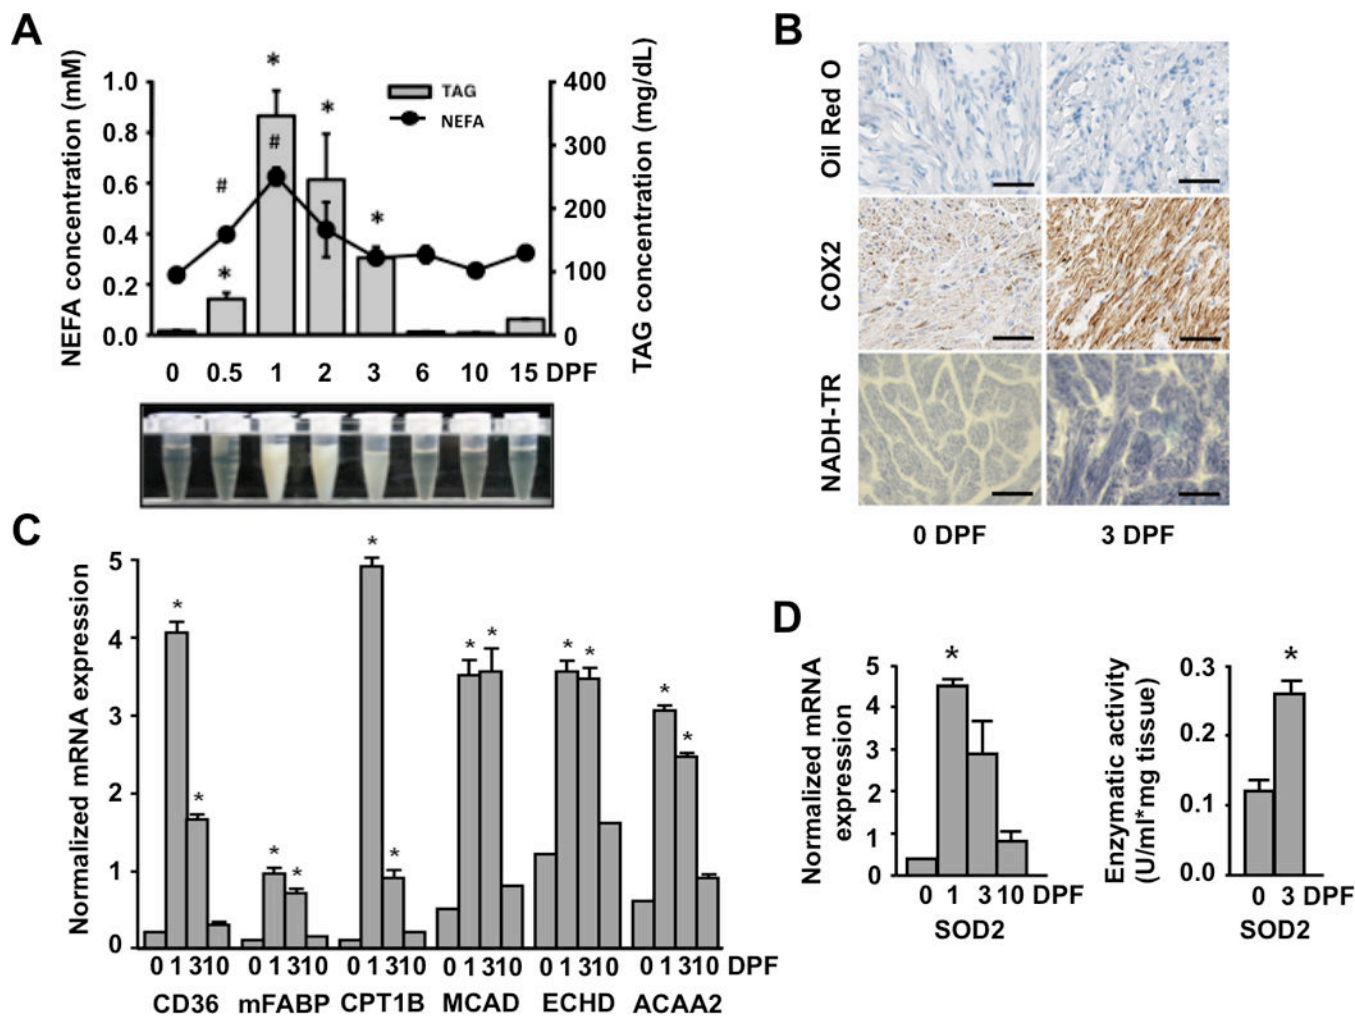 A
NEFA concentration (mM)
1.0
0.8
0.6
0.4
0.2
0.0
TAG
NEFA
*
#
*
#
*
*
*
400
300
200
100
0
TAG concentration (mg/dL)
0 0.5 1 2 3 6 10 15 DPF
B
Oil Red O
COX2
NADH-TR
0 DPF 3 DPF
C
Normalized mRNA expression
5
4
3
2
1
0
* * * * * * * * * * * *
0 1 310 0 1 310 0 1 310 0 1 310 0 1 310 0 1 310 DPF
CD36 mFABP CPT1B MCAD ECHD ACAA2
D
Normalized mRNA
expression
5
4
3
2
1
0
*
0 1 3 10 DPF
SOD2
Enzymatic activity
(U/ml*mg tissue)
0.3
0.2
0.1
0.0
*
0 3 DPF
SOD2